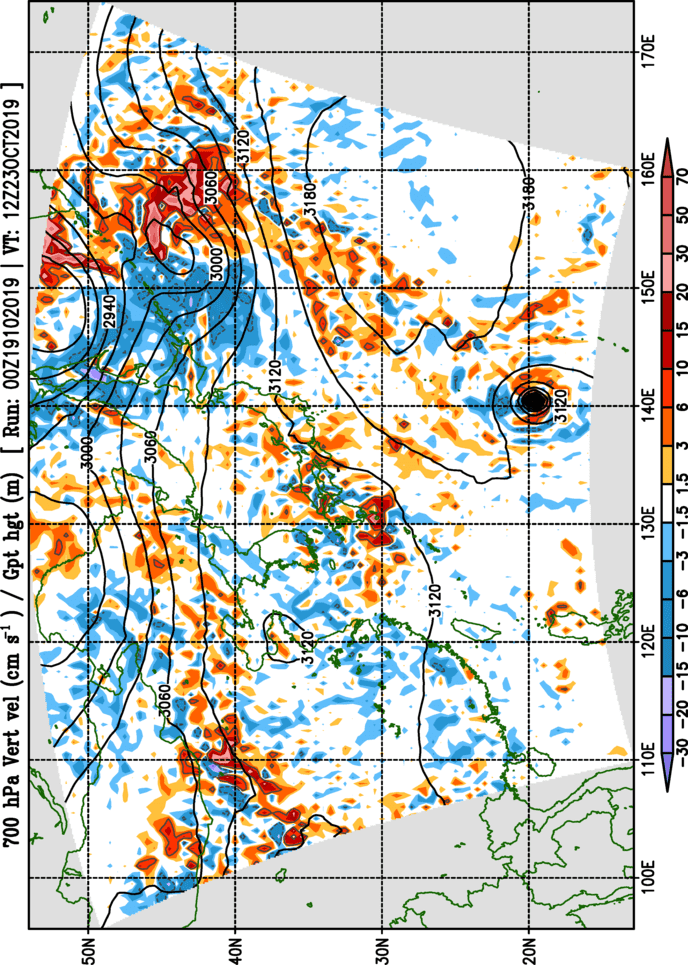 700 hPa Vert vel (cm s⁻¹) / Gpt hgt (m) [ Run: 00Z19102019 | VT: 12Z23OCT2019 ]
50N
40N
30N
20N
100E
110E
120E
130E
140E
150E
160E
170E
2940
3000
3000
3060
3060
3060
3120
3120
3120
3120
3120
3180
3180
−30 −20 −15 −10 −6 −3 −1.5 1.5 3 6 10 15 20 30 50 70